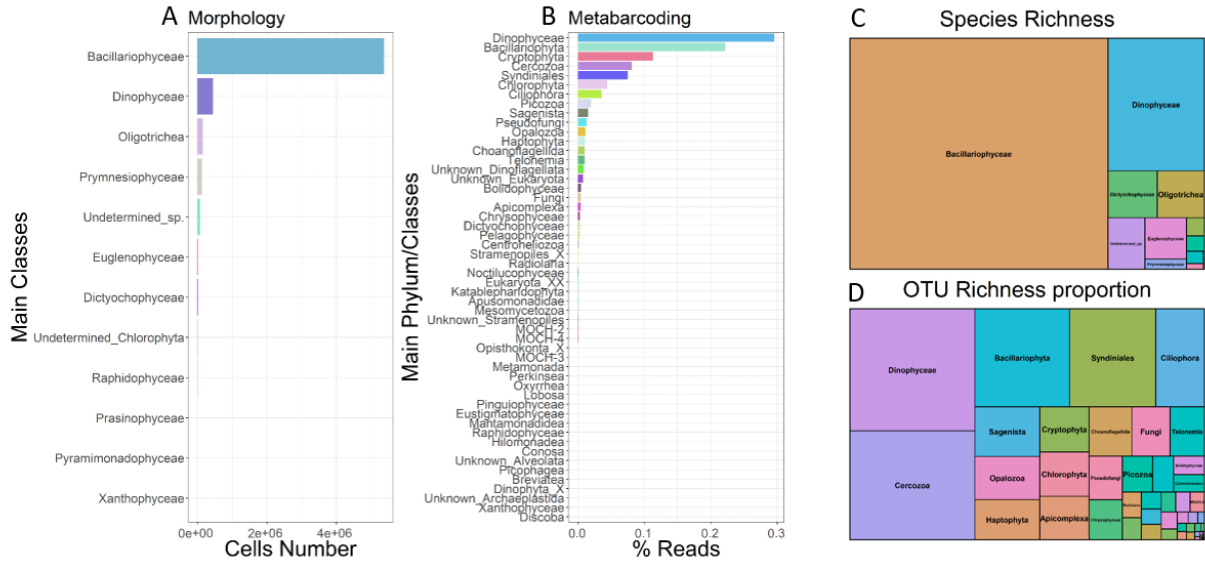 A Morphology
Main Classes
Bacillariophyceae
Dinophyceae
Oligotrichea
Prymnesiophyceae
Undetermined_sp.
Euglenophyceae
Dictyochophyceae
Undetermined_Chlorophyta
Raphidophyceae
Prasinophyceae
Pyramimonadophyceae
Xanthophyceae
0e+00 2e+06 4e+06
Cells Number
B Metabarcoding
Main Phylum/Classes
Dinophyceae
Bacillariophyta
Cryptophyta
Cercozoa
Syndiniales
Chlorophyta
Ciliophora
Picozoa
Sagenista
Pseudofungi
Opalozoa
Haptophyta
Choanoflagellida
Telonemia
Unknown_Dinoflagellata
Unknown_Eukaryota
Bolidophyceae
Fungi
Apicomplexa
Chrysophyceae
Dictyochophyceae
Pelagophyceae
Centroheliozoa
Stramenopiles_X
Radiolaria
Noctilucophyceae
Eukaryota_XX
Katablepharidophyta
Apusomonadidae
Mesomycetozoa
Unknown_Stramenopiles
MOCH-2
MOCH-4
Opisthokonta_X
MOCH-3
Metamonada
Perkinsea
Oxyrrhea
Lobosa
Pinguiophyceae
Eustigmatophyceae
Mantamonadidea
Raphidophyceae
Hilomonadea
Conosa
Unknown_Alveolata
Picophagea
Breviatea
Dinophyta_X
Unknown_Archaeplastida
Xanthophyceae
Discoba
0.0 0.1 0.2 0.3
% Reads
C Species Richness
Bacillariophyceae
Dinophyceae
Dictyochophyceae
Oligotrichea
Undetermined_sp.
Euglenophyceae
Prymnesiophyceae
D OTU Richness proportion
Dinophyceae
Bacillariophyta
Syndiniales
Ciliophora
Cercozoa
Sagenista
Cryptophyta
Choanoflagellida
Fungi
Telonemia
Opalozoa
Chlorophyta
Pseudofungi
Picozoa
Haptophyta
Apicomplexa
Chrysophyceae